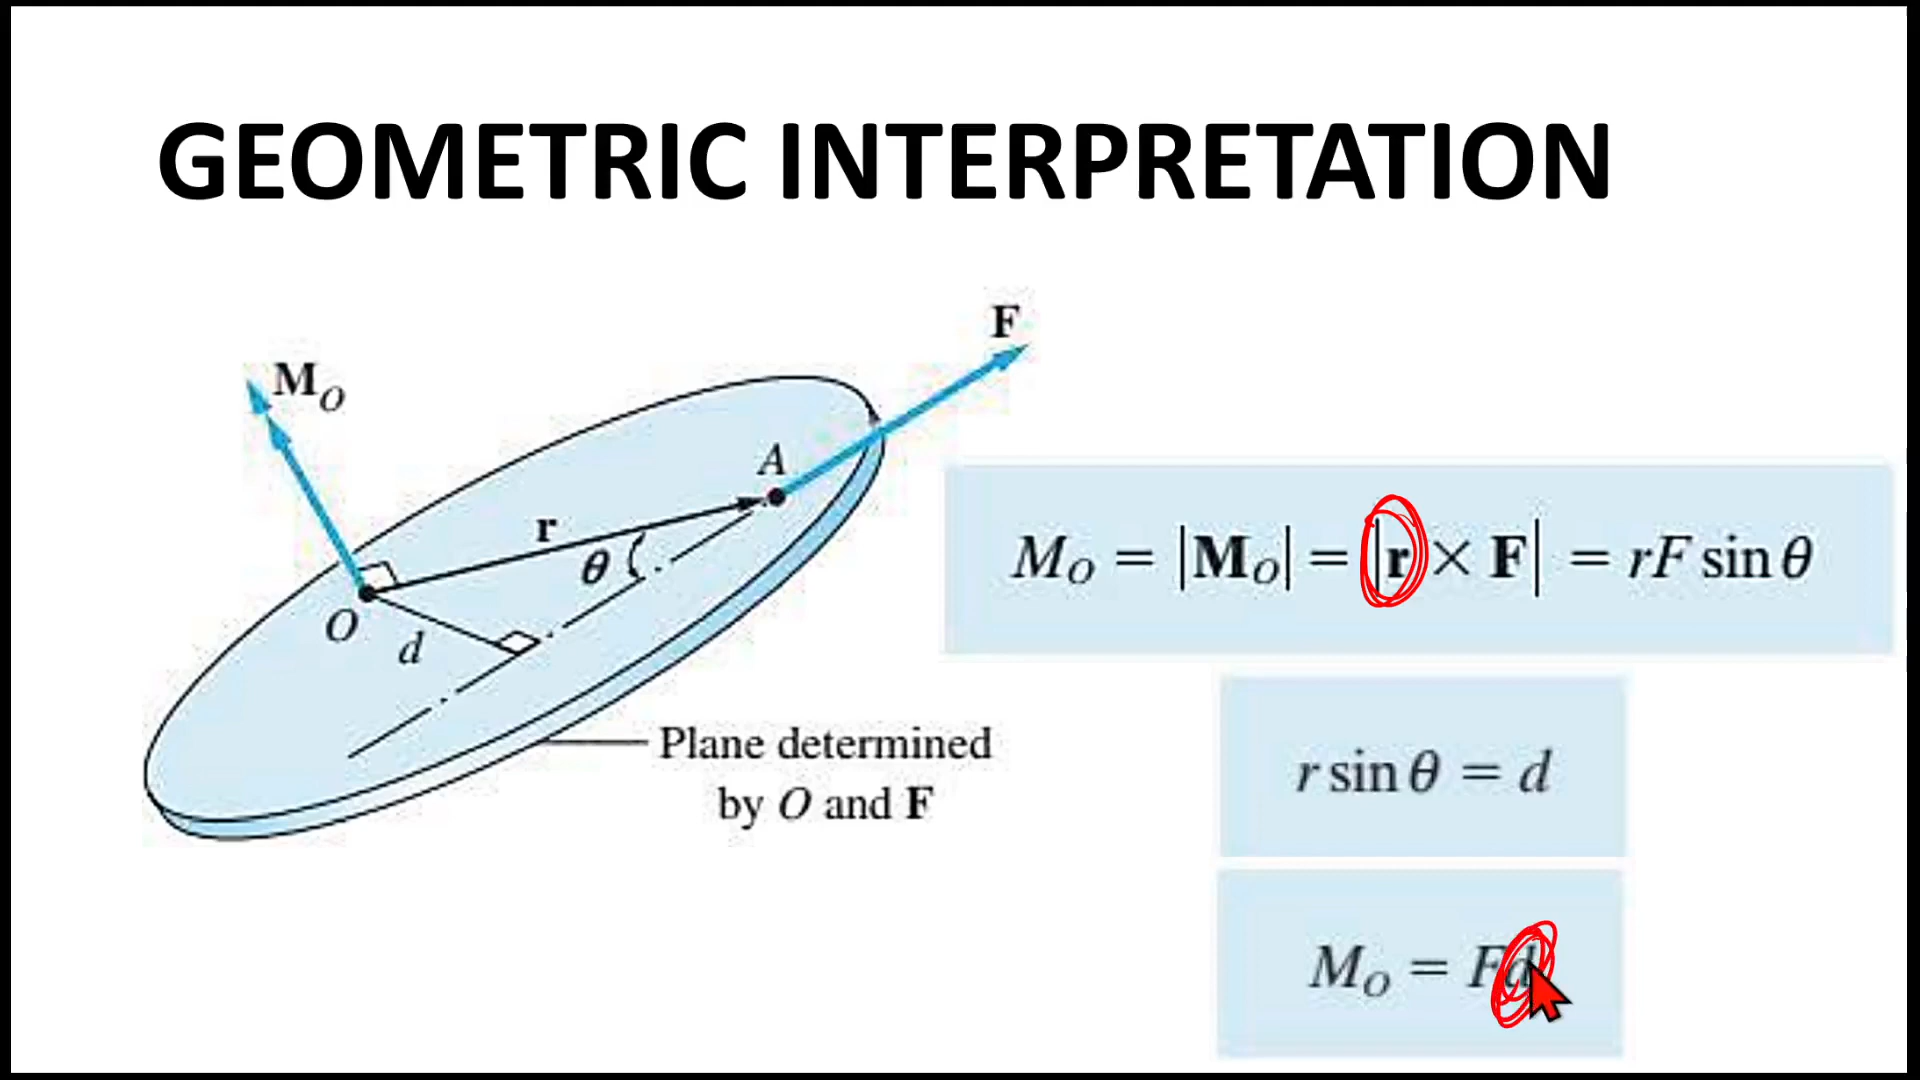 GEOMETRIC INTERPRETATION
F
M_O
A
r
θ
O
d
Plane determined
by O and F
M_O = |M_O| = |r × F| = rF sin θ
r sin θ = d
M_O = Fd